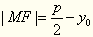 | MF |= p/2 − y₀